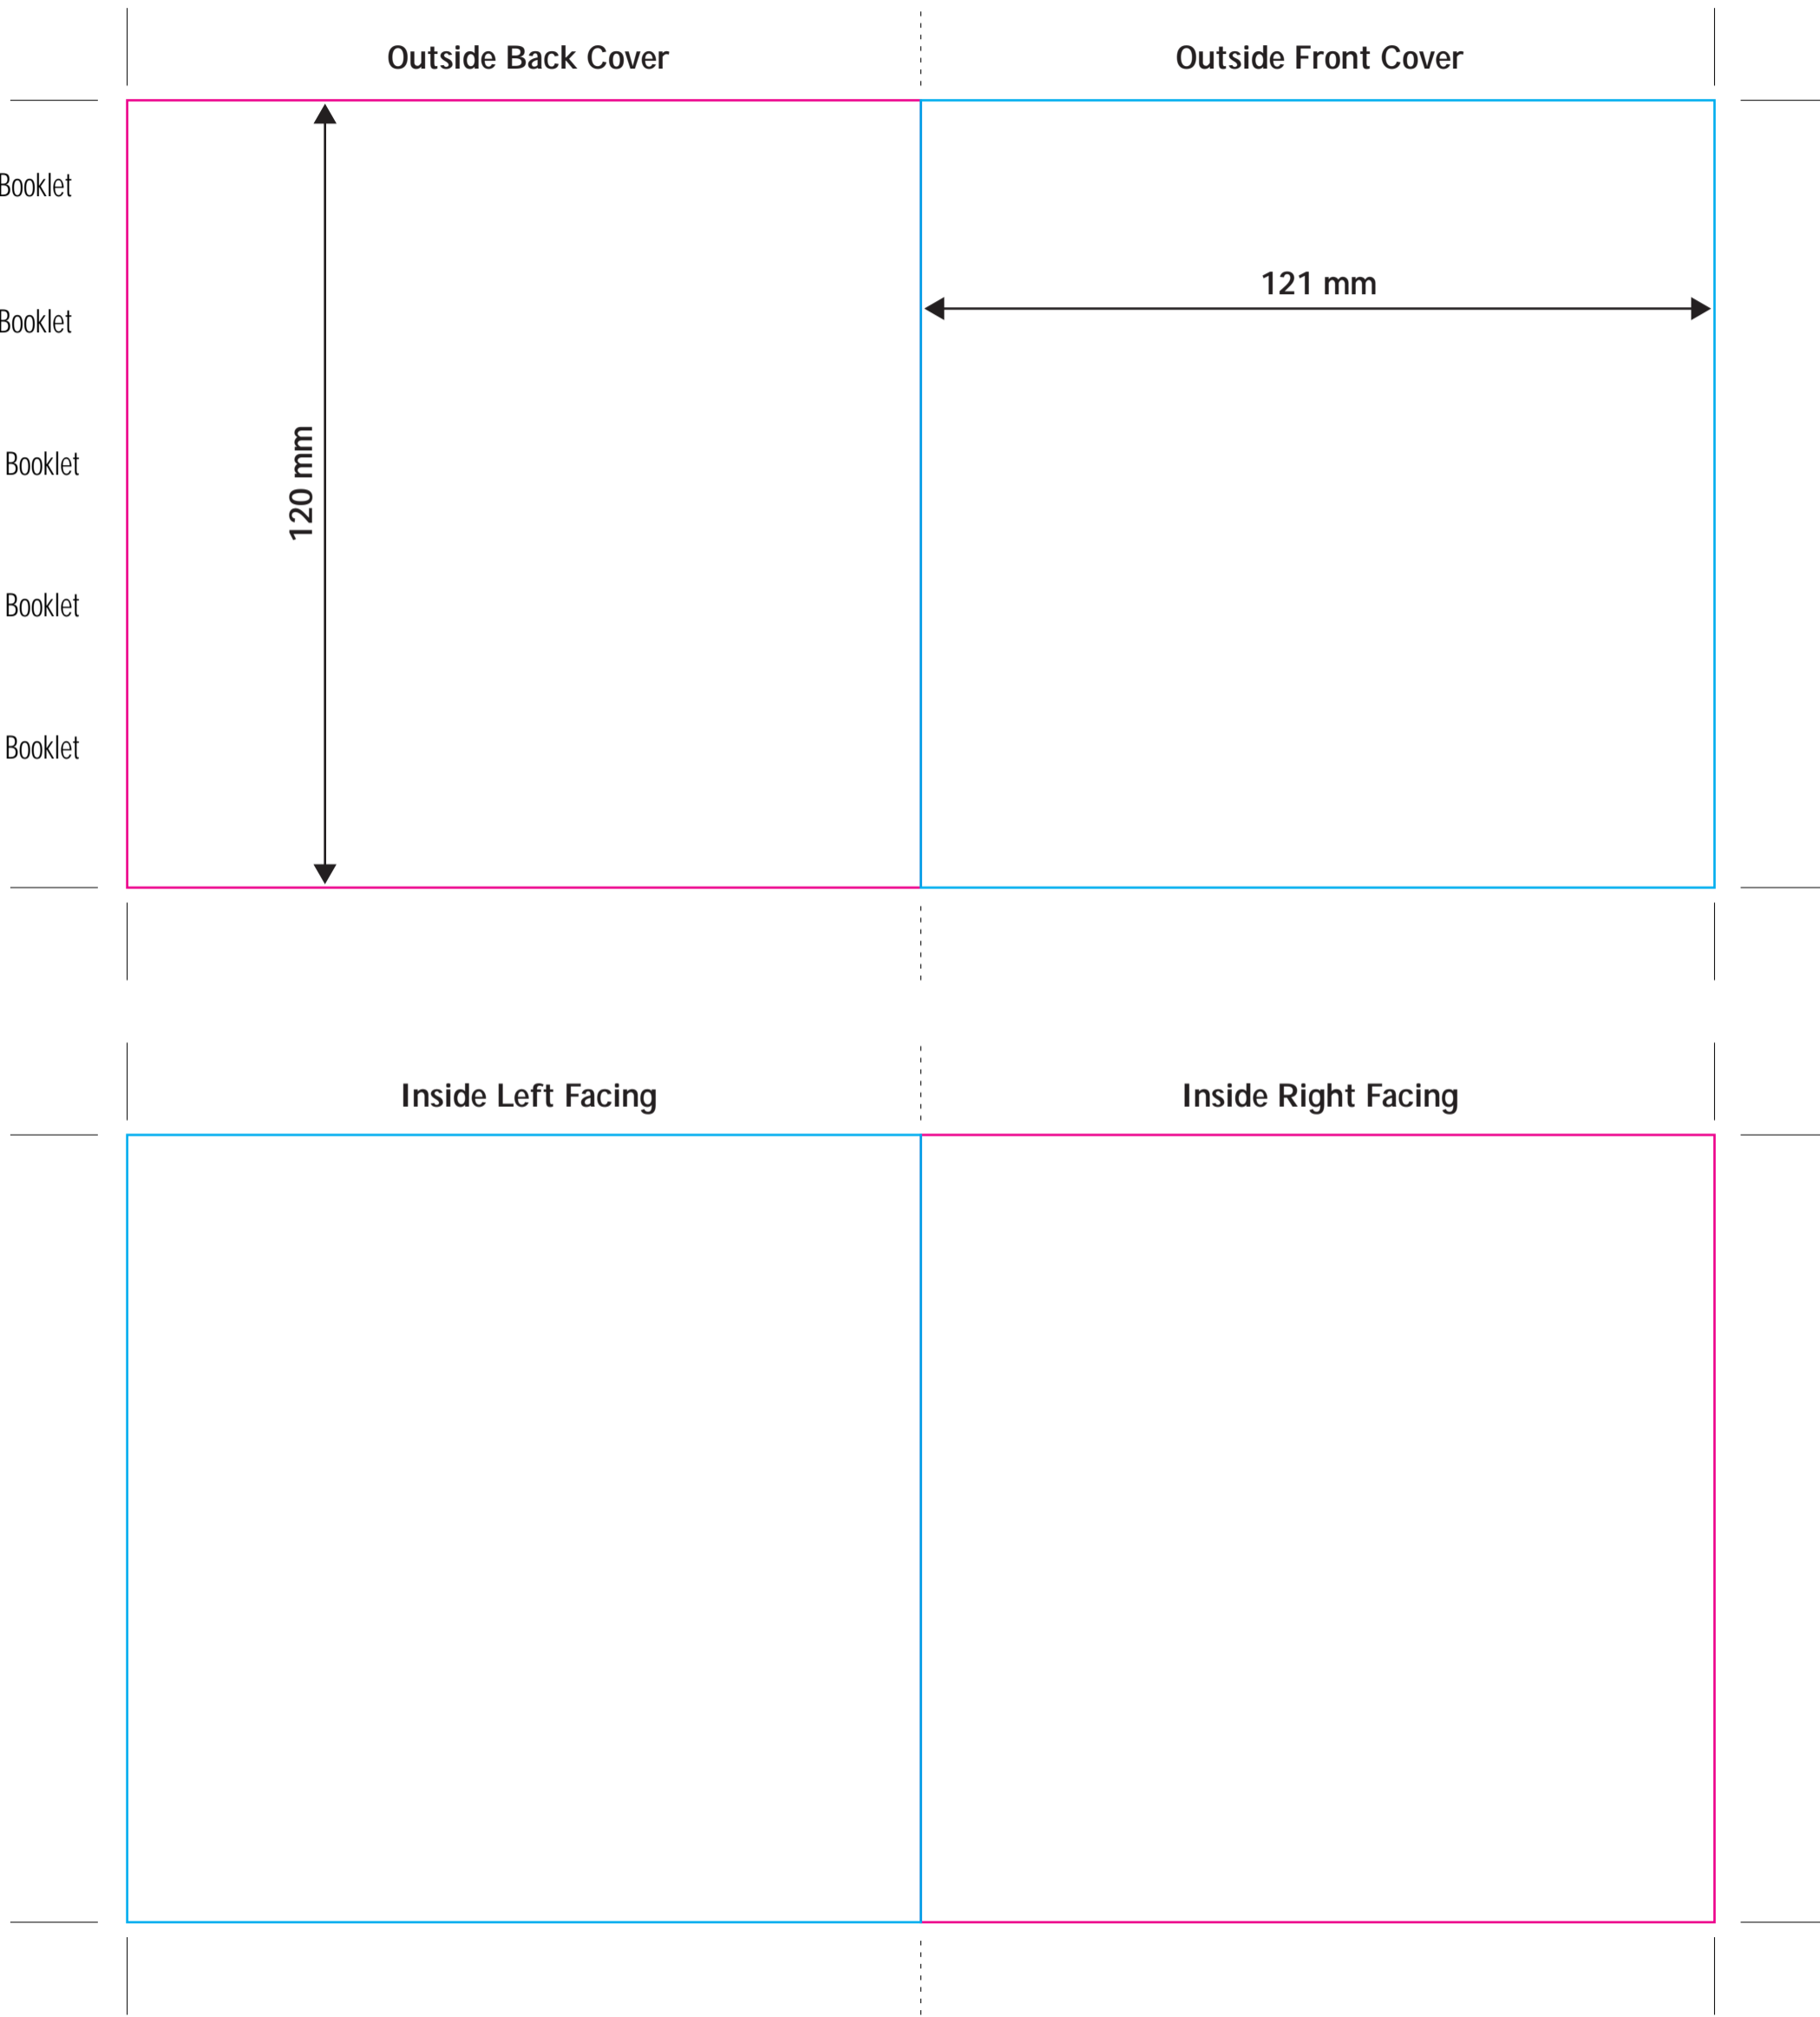 Outside Back Cover
Outside Front Cover
Booklet
Booklet
Booklet
Booklet
Booklet
120 mm
121 mm
Inside Left Facing
Inside Right Facing